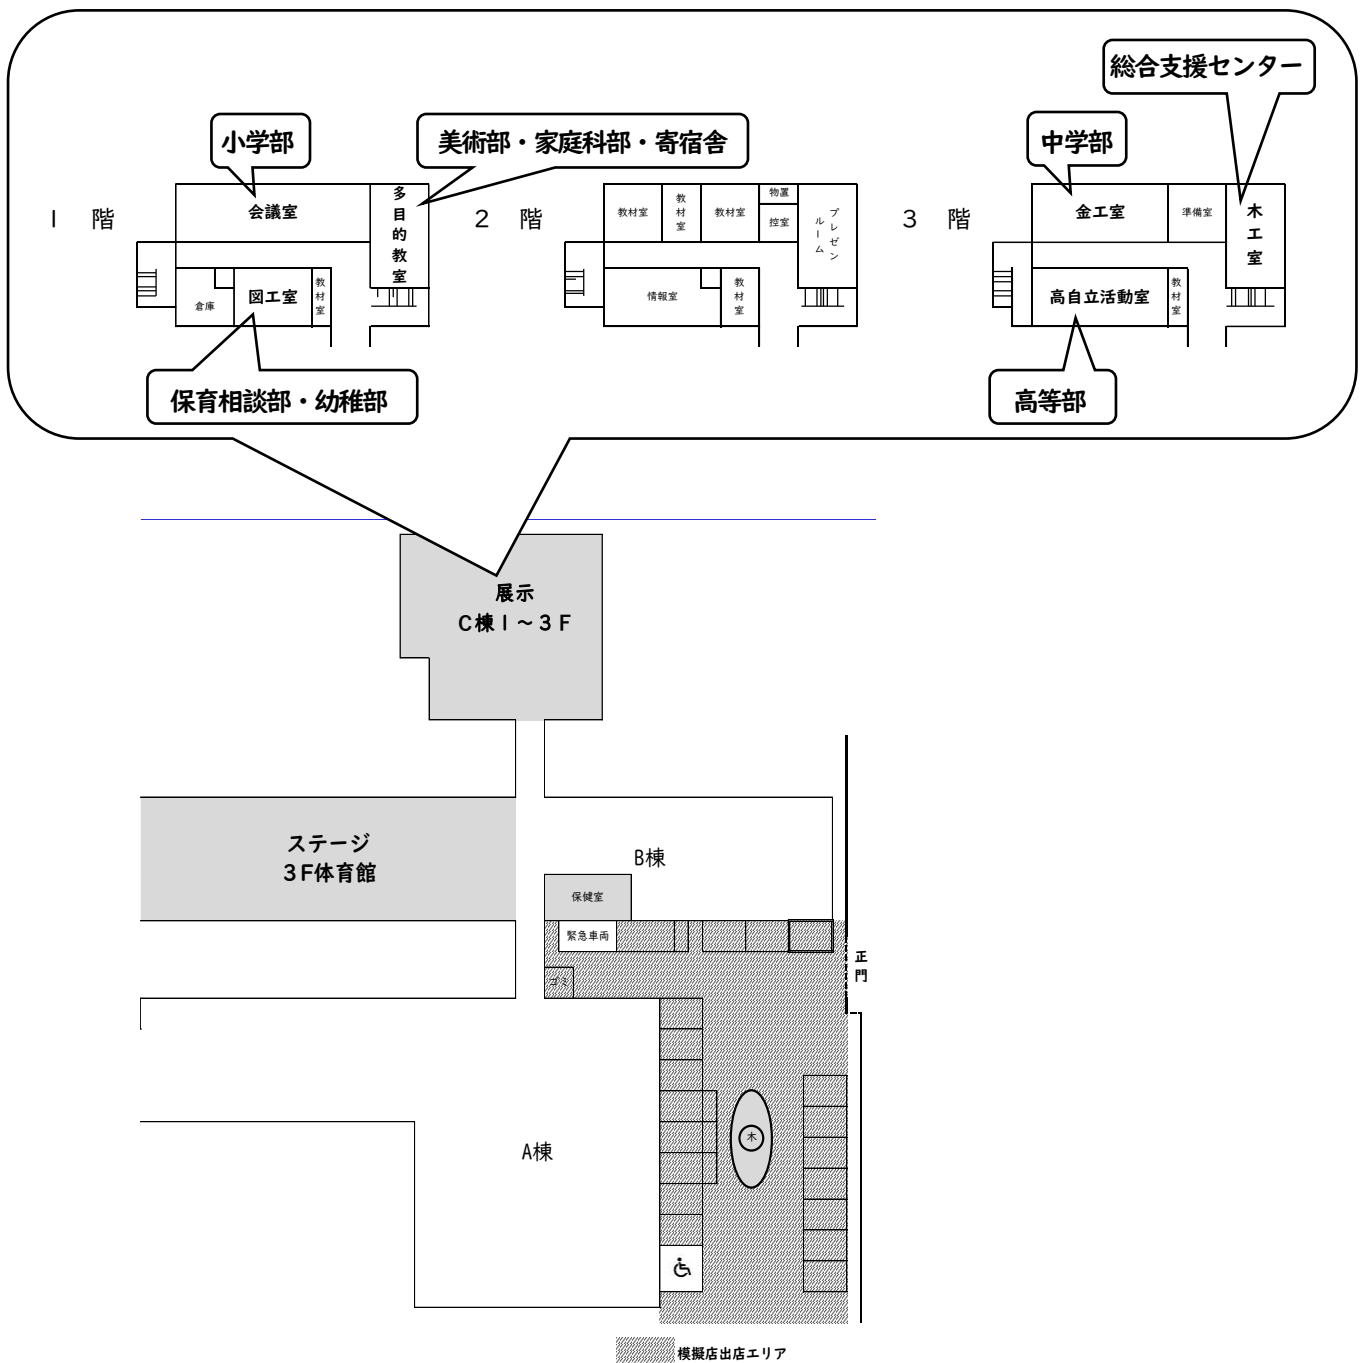 総合支援センター
小学部
美術部・家庭科部・寄宿舎
中学部
1 階
会議室
多目的教室
倉庫
図工室
教材室
保育相談部・幼稚部
2 階
教材室
教材室
教材室
物置
控室
プレゼンルーム
情報室
教材室
3 階
金工室
準備室
木工室
高自立活動室
教材室
高等部
展示
C棟1～3F
ステージ
3F体育館
B棟
保健室
緊急車両
ゴミ
正門
木
A棟
模擬店出店エリア